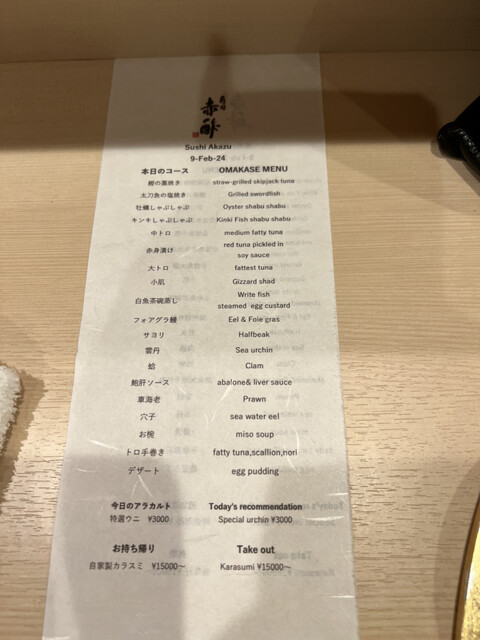 赤酢
Sushi Akazu
9-Feb-24
本日のコース OMAKASE MENU
鰹の藁焼き straw-grilled skipjack tuna
太刀魚の塩焼き Grilled swordfish
牡蠣しゃぶしゃぶ Oyster shabu shabu
キンキしゃぶしゃぶ Kinki Fish shabu shabu
中トロ medium fatty tuna
赤身漬け red tuna pickled in
soy sauce
大トロ fattest tuna
小肌 Gizzard shad
白魚茶碗蒸し Write fish
steamed egg custard
フォアグラ鰻 Eel & Foie gras
サヨリ Halfbeak
雲丹 Sea urchin
蛤 Clam
鮑肝ソース abalone& liver sauce
車海老 Prawn
穴子 sea water eel
お椀 miso soup
トロ手巻き fatty tuna,scallion,nori
デザート egg pudding
今日のアラカルト Today's recommendation
特選ウニ ¥3000 Special urchin ¥3000
お持ち帰り Take out
自家製カラスミ ¥15000〜 Karasumi ¥15000〜